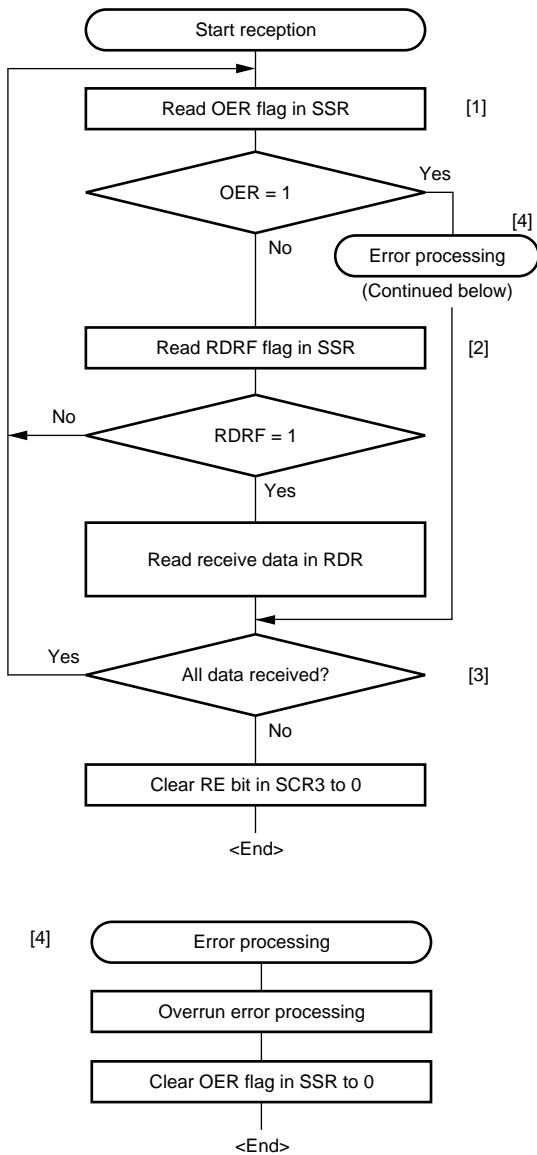 Start reception
Read OER flag in SSR
[1]
Yes
OER = 1
[4]
No
Error processing
(Continued below)
Read RDRF flag in SSR
[2]
No
RDRF = 1
Yes
Read receive data in RDR
Yes
All data received?
[3]
No
Clear RE bit in SCR3 to 0
<End>
[4]
Error processing
Overrun error processing
Clear OER flag in SSR to 0
<End>